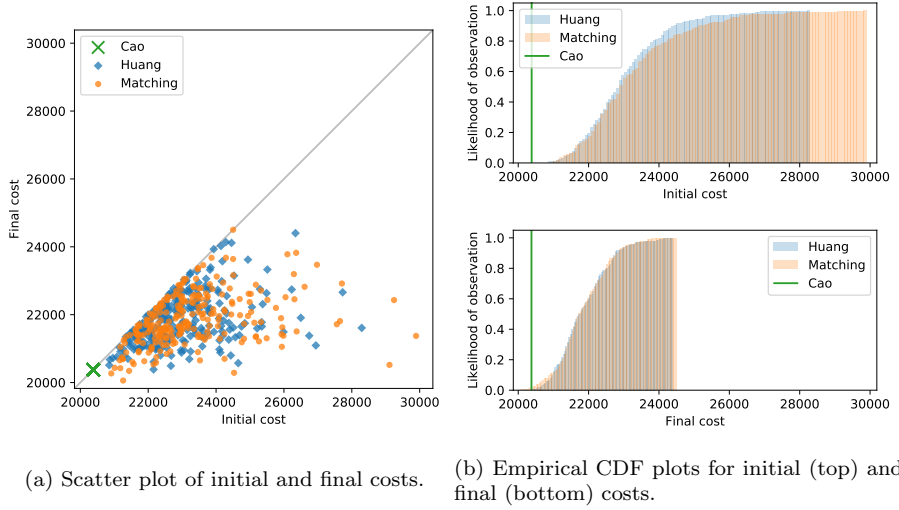 30000
28000
26000
24000
22000
20000
Final cost
20000 22000 24000 26000 28000 30000
Initial cost
Cao
Huang
Matching
1.0
0.8
0.6
0.4
0.2
0.0
Likelihood of observation
Huang
Matching
Cao
20000 22000 24000 26000 28000 30000
Initial cost
1.0
0.8
0.6
0.4
0.2
0.0
Likelihood of observation
Huang
Matching
Cao
20000 22000 24000 26000 28000 30000
Final cost
(a) Scatter plot of initial and final costs.
(b) Empirical CDF plots for initial (top) and
final (bottom) costs.